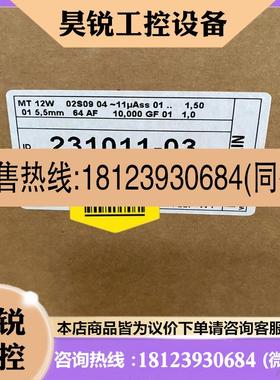 昊锐工控设备
MT 12W 02S09 04 ~11µAss 01 .. 1,50
01 5,5mm 64 AF 10,000 GF 01 1,0
ID
231011-03
售热线:18123930684(同
锐
控
本店商品皆为议价下单请咨询客服
咨询热线 :18123930684 (微